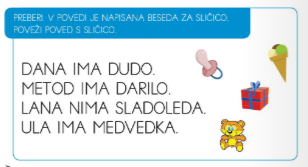 PREBERI. V POVEDI JE NAPISANA BESEDA ZA SLIČICO.
POVEŽI POVED S SLIČICO.
DANA IMA DUDO.
METOD IMA DARILO.
LANA NIMA SLADOLEDA.
ULA IMA MEDVEDKA.